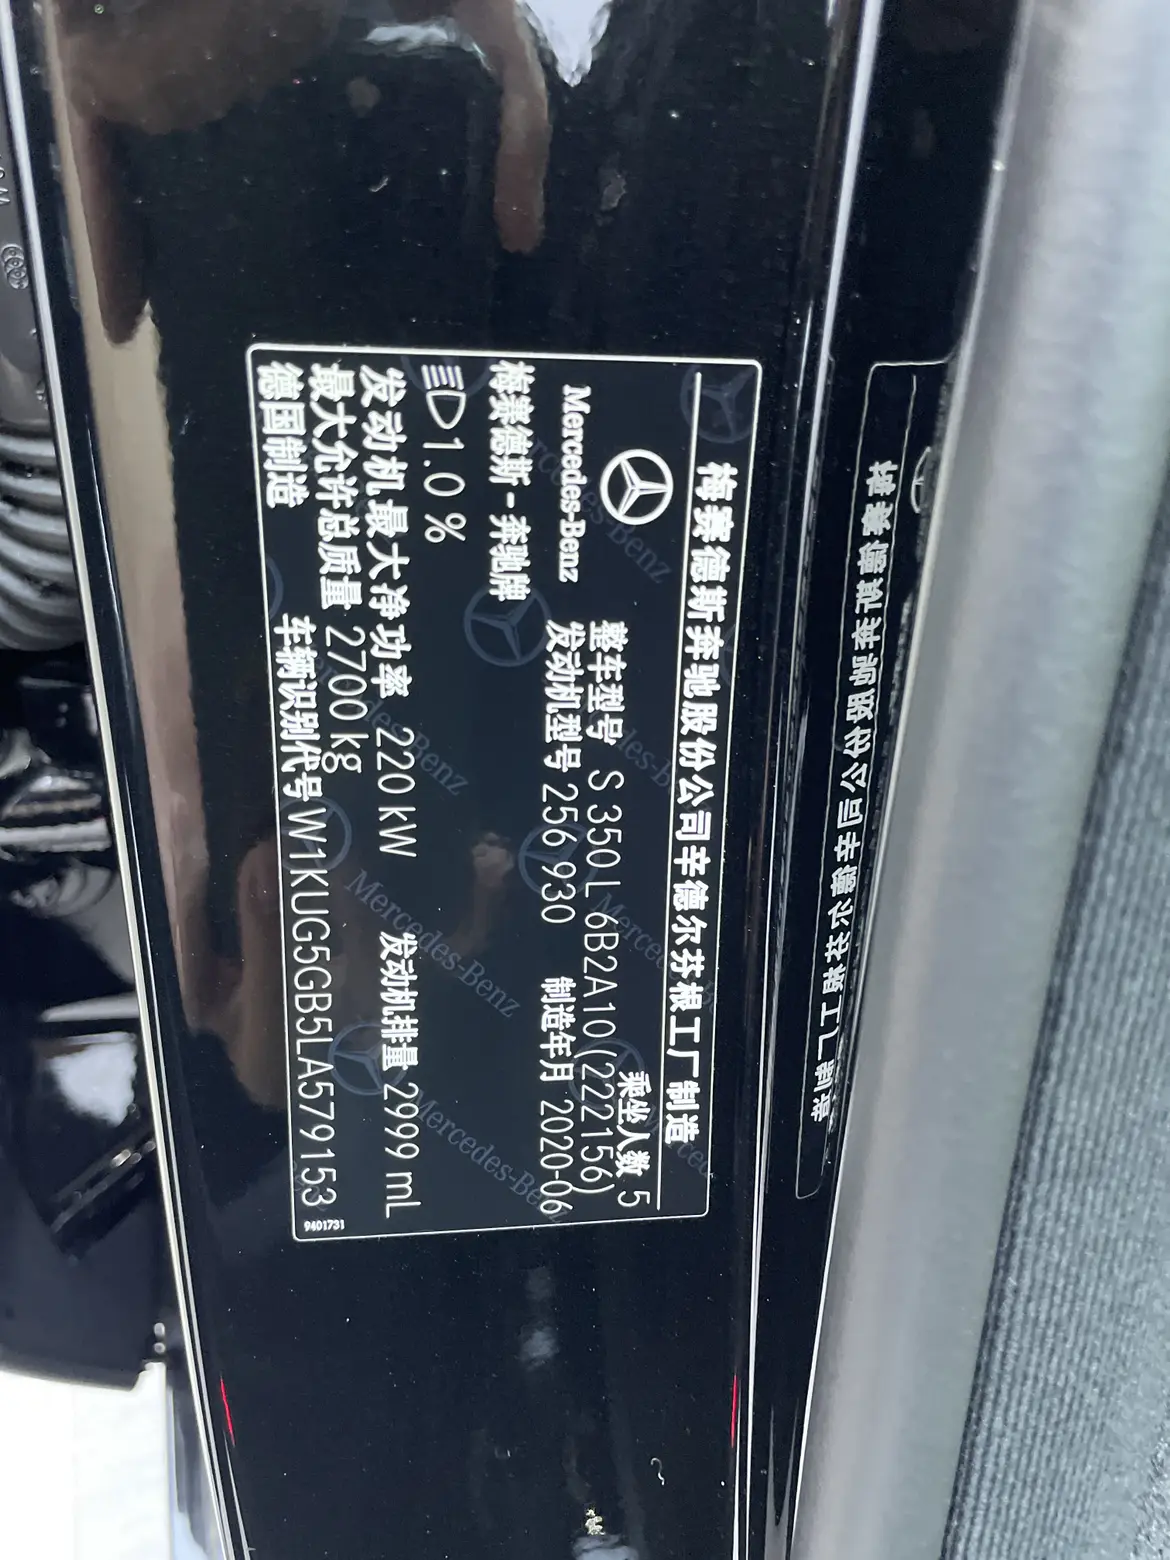 梅赛德斯奔驰股份公司辛德尔芬根工厂制造
乘坐人数 5
Mercedes-Benz
整车型号 S 350 L 6B2A10(222156)
发动机型号 256 930 制造年月 2020-06
梅赛德斯-奔驰牌
1.0 %
发动机最大净功率 220 kW 发动机排量 2999 mL
最大允许总质量 2700 kg
德国制造 车辆识别代号 W1KUG5GB5LA579153
9401731